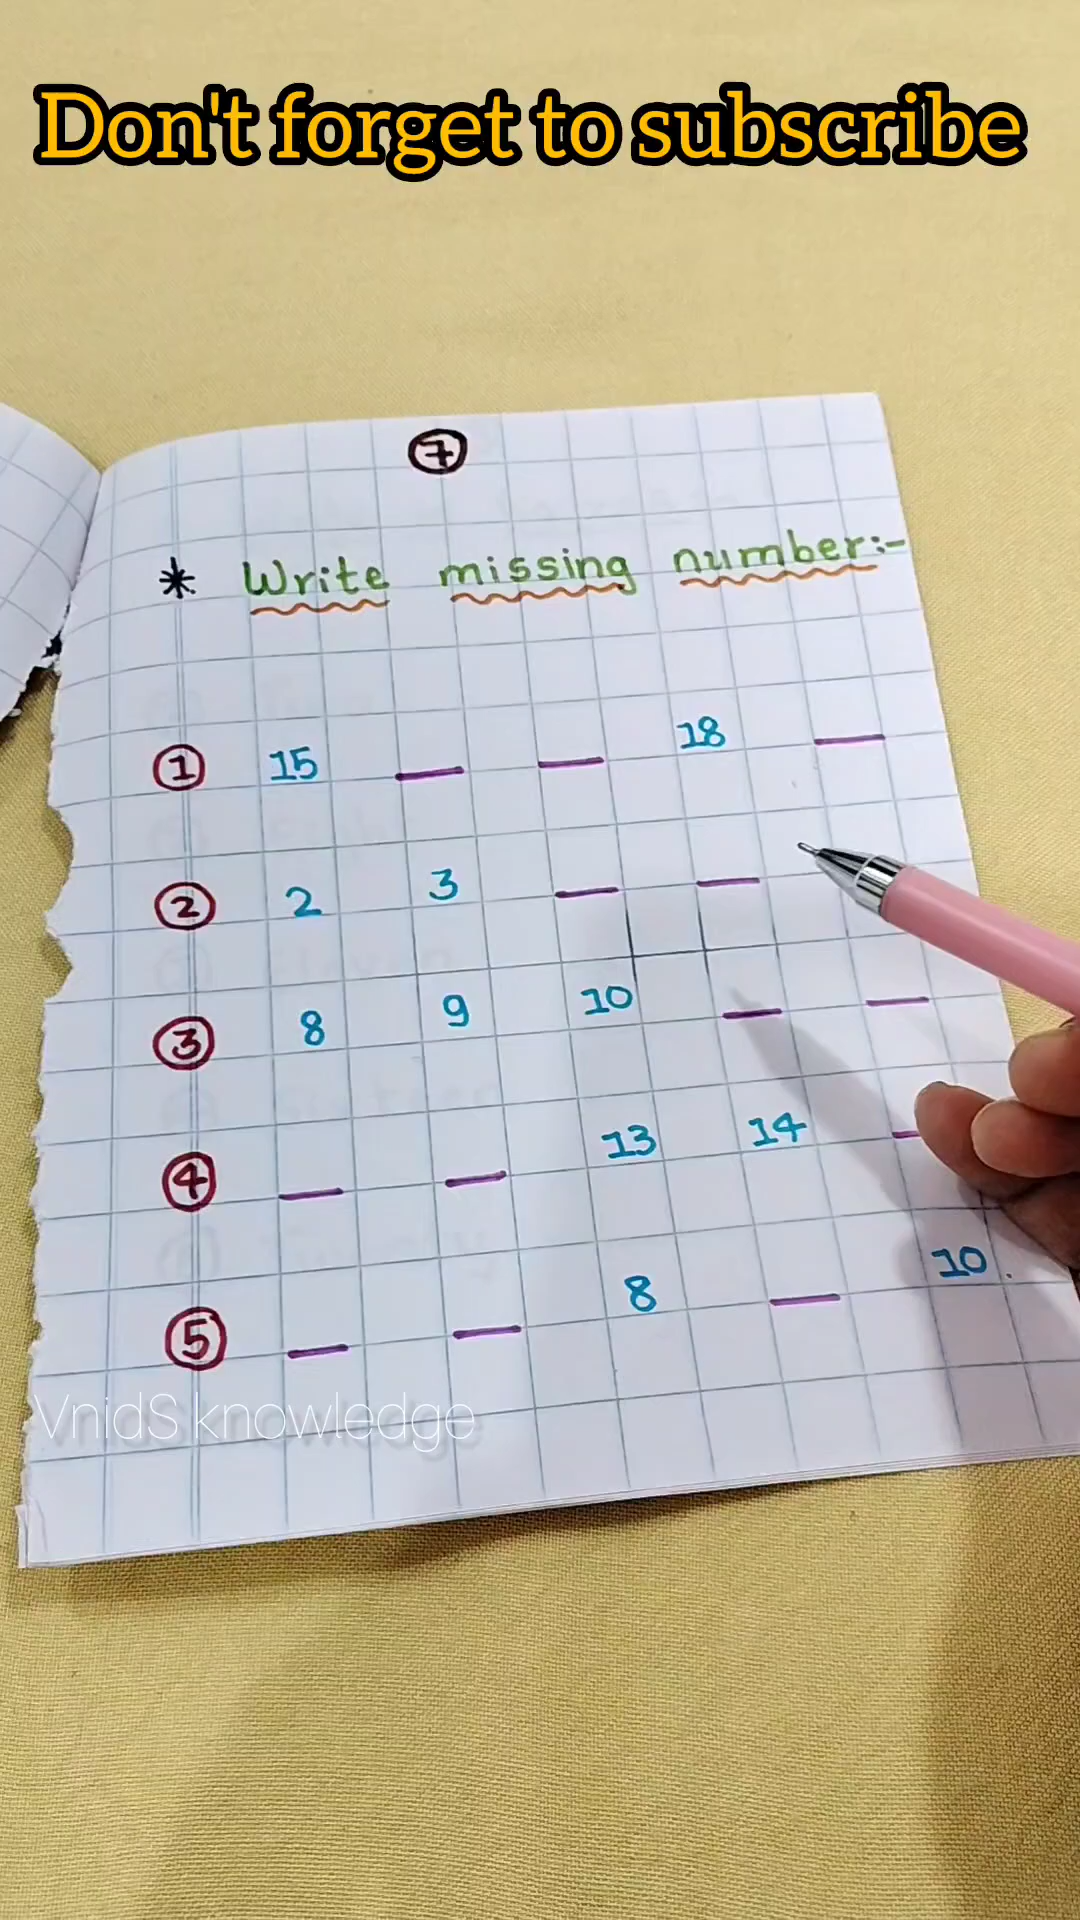 Don't forget to subscribe
7
* Write missing number:-
1 15 __ __ 18 __
2 2 3 __ __
3 8 9 10 __ __
4 __ __ 13 14 __
5 __ __ 8 __ 10.
VnidS knowledge